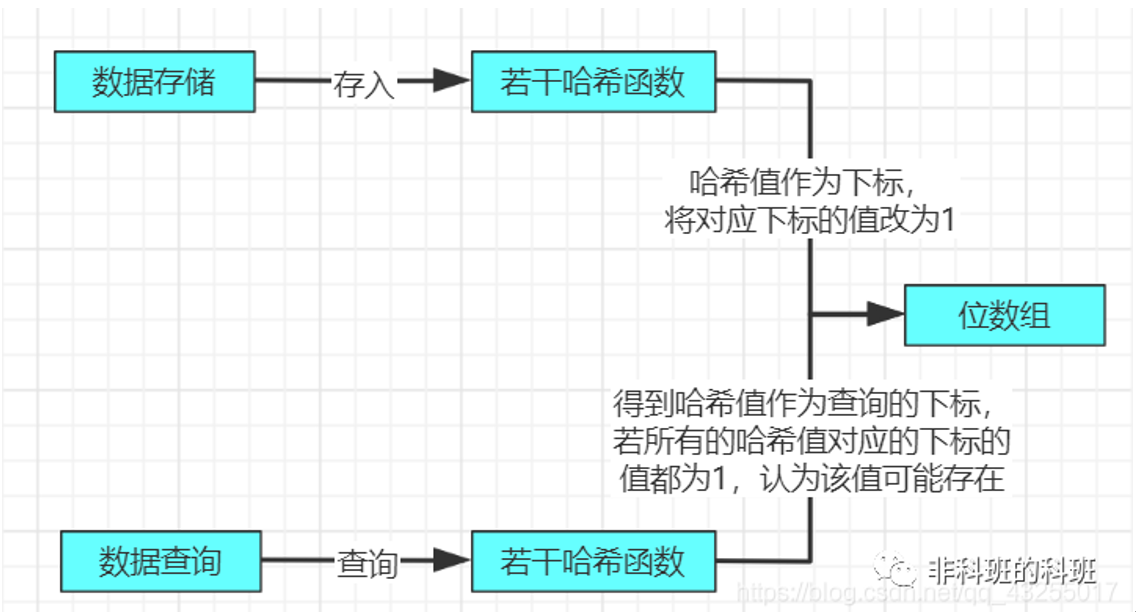 数据存储
存入
若干哈希函数
哈希值作为下标，
将对应下标的值改为1
位数组
得到哈希值作为查询的下标，
若所有的哈希值对应的下标的
值都为1，认为该值可能存在
数据查询
查询
若干哈希函数
非科班的科班
https://blog.csdn.net/qq_43255017